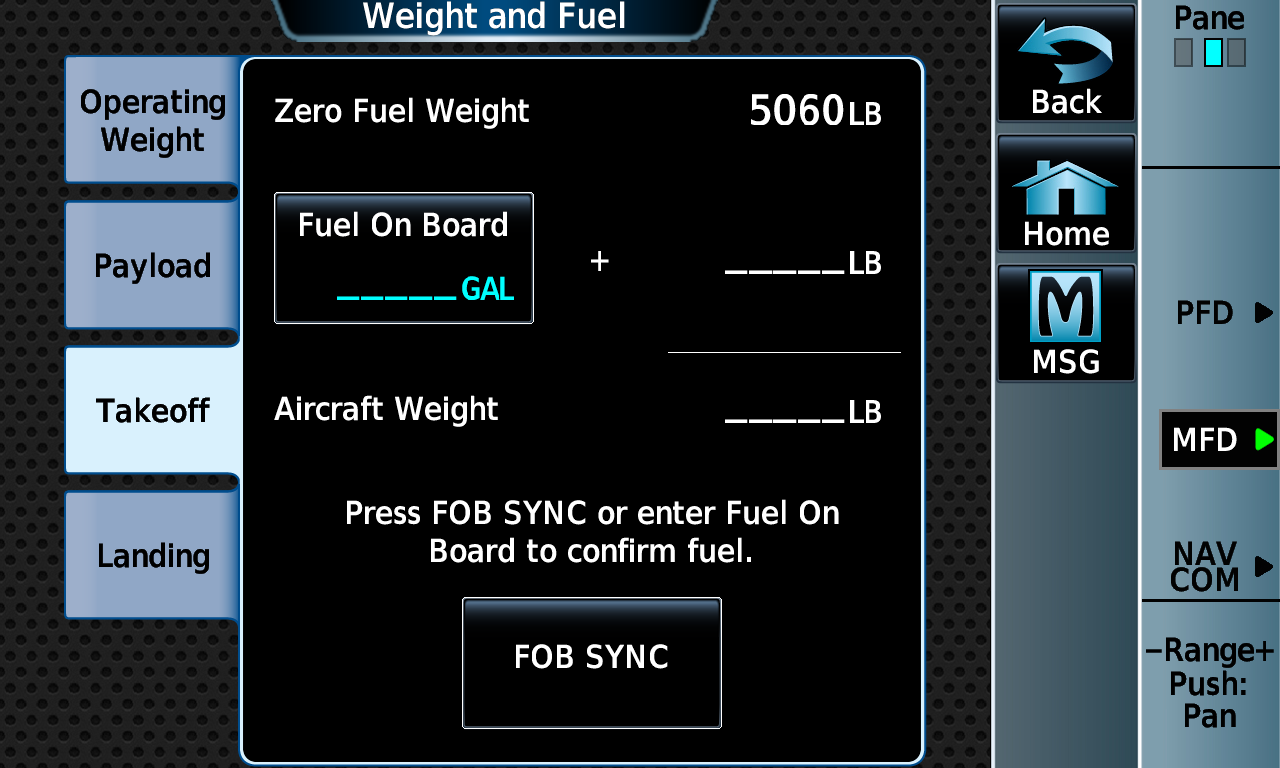 Weight and Fuel
Operating
Weight
Payload
Takeoff
Landing
Zero Fuel Weight 5060LB
Fuel On Board
_____GAL
+ _____LB
Aircraft Weight _____LB
Press FOB SYNC or enter Fuel On
Board to confirm fuel.
FOB SYNC
Back
Home
MSG
Pane
PFD
MFD
NAV
COM
−Range+
Push:
Pan